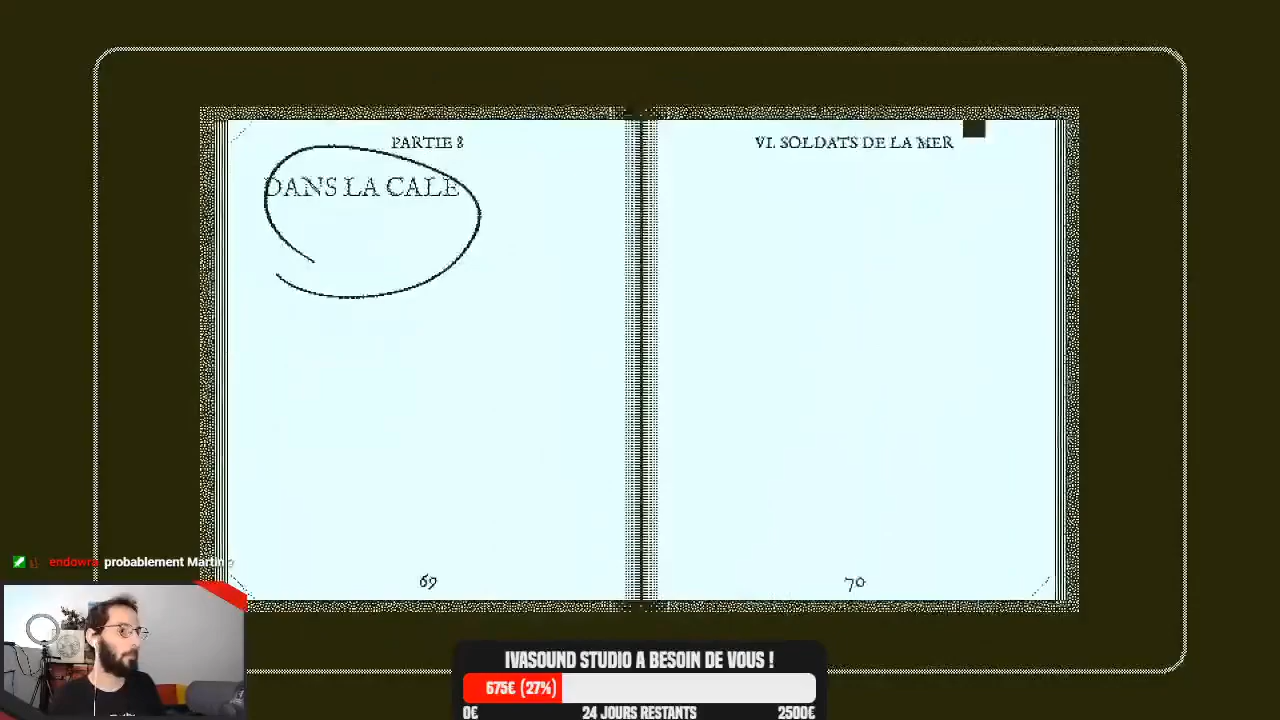 PARTIE 8
DANS LA CALE
69
VI. SOLDATS DE LA MER
70
endowra probablement Martin
IVASOUND STUDIO A BESOIN DE VOUS !
675€ (27%)
0€ 24 JOURS RESTANTS 2500€